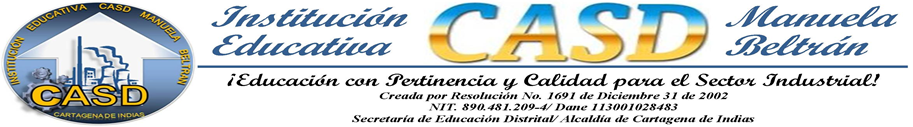 INSTITUCIÓN EDUCATIVA CASD MANUELA BELTRÁN
CASD
CARTAGENA DE INDIAS
Institución Educativa CASD Manuela Beltrán
¡Educación con Pertinencia y Calidad para el Sector Industrial!
Creada por Resolución No. 1691 de Diciembre 31 de 2002
NIT. 890.481.209-4/ Dane 113001028483
Secretaría de Educación Distrital/ Alcaldía de Cartagena de Indias